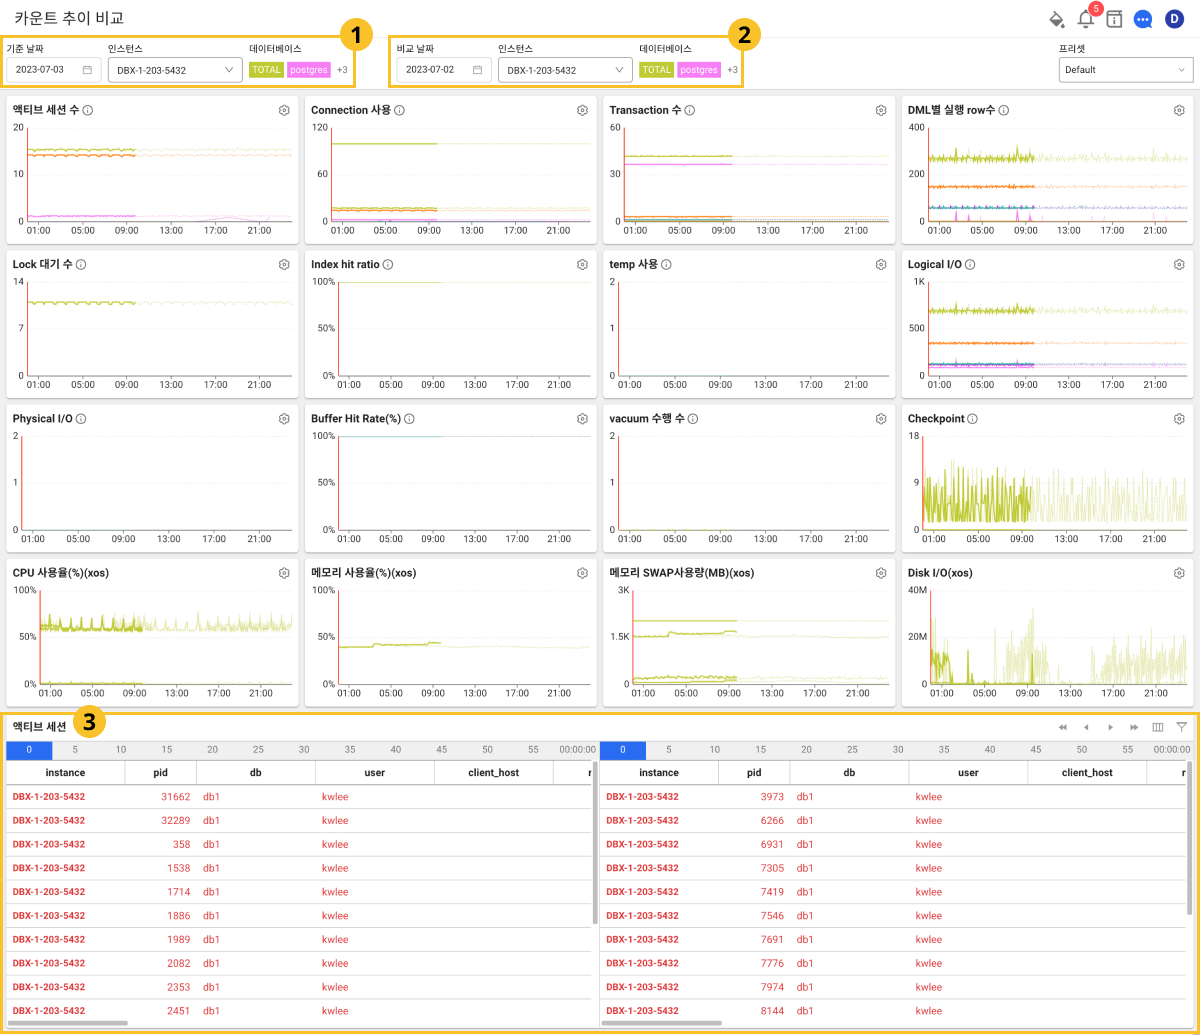 카운트 추이 비교
5
D
1
2
기준 날짜 인스턴스 데이터베이스
2023-07-03 DBX-1-203-5432 TOTAL postgres +3
비교 날짜 인스턴스 데이터베이스
2023-07-02 DBX-1-203-5432 TOTAL postgres +3
프리셋
Default
액티브 세션 수
20
10
0
01:00 05:00 09:00 13:00 17:00 21:00
Connection 사용
120
60
0
01:00 05:00 09:00 13:00 17:00 21:00
Transaction 수
60
30
0
01:00 05:00 09:00 13:00 17:00 21:00
DML별 실행 row수
400
200
0
01:00 05:00 09:00 13:00 17:00 21:00
Lock 대기 수
14
7
0
01:00 05:00 09:00 13:00 17:00 21:00
Index hit ratio
100%
50%
0%
01:00 05:00 09:00 13:00 17:00 21:00
temp 사용
2
1
0
01:00 05:00 09:00 13:00 17:00 21:00
Logical I/O
1K
500
0
01:00 05:00 09:00 13:00 17:00 21:00
Physical I/O
2
1
0
01:00 05:00 09:00 13:00 17:00 21:00
Buffer Hit Rate(%)
100%
50%
0%
01:00 05:00 09:00 13:00 17:00 21:00
vacuum 수행 수
2
1
0
01:00 05:00 09:00 13:00 17:00 21:00
Checkpoint
18
9
0
01:00 05:00 09:00 13:00 17:00 21:00
CPU 사용율(%)(xos)
100%
50%
0%
01:00 05:00 09:00 13:00 17:00 21:00
메모리 사용율(%)(xos)
100%
50%
0%
01:00 05:00 09:00 13:00 17:00 21:00
메모리 SWAP사용량(MB)(xos)
3K
1.5K
0
01:00 05:00 09:00 13:00 17:00 21:00
Disk I/O(xos)
40M
20M
0
01:00 05:00 09:00 13:00 17:00 21:00
액티브 세션 3
0 5 10 15 20 25 30 35 40 45 50 55 00:00:00
instance pid db user client_host
DBX-1-203-5432 31662 db1 kwlee
DBX-1-203-5432 32289 db1 kwlee
DBX-1-203-5432 358 db1 kwlee
DBX-1-203-5432 1538 db1 kwlee
DBX-1-203-5432 1714 db1 kwlee
DBX-1-203-5432 1886 db1 kwlee
DBX-1-203-5432 1989 db1 kwlee
DBX-1-203-5432 2082 db1 kwlee
DBX-1-203-5432 2353 db1 kwlee
DBX-1-203-5432 2451 db1 kwlee
0 5 10 15 20 25 30 35 40 45 50 55 00:00:00
instance pid db user client_host
DBX-1-203-5432 3973 db1 kwlee
DBX-1-203-5432 6266 db1 kwlee
DBX-1-203-5432 6931 db1 kwlee
DBX-1-203-5432 7305 db1 kwlee
DBX-1-203-5432 7419 db1 kwlee
DBX-1-203-5432 7546 db1 kwlee
DBX-1-203-5432 7691 db1 kwlee
DBX-1-203-5432 7776 db1 kwlee
DBX-1-203-5432 7974 db1 kwlee
DBX-1-203-5432 8144 db1 kwlee